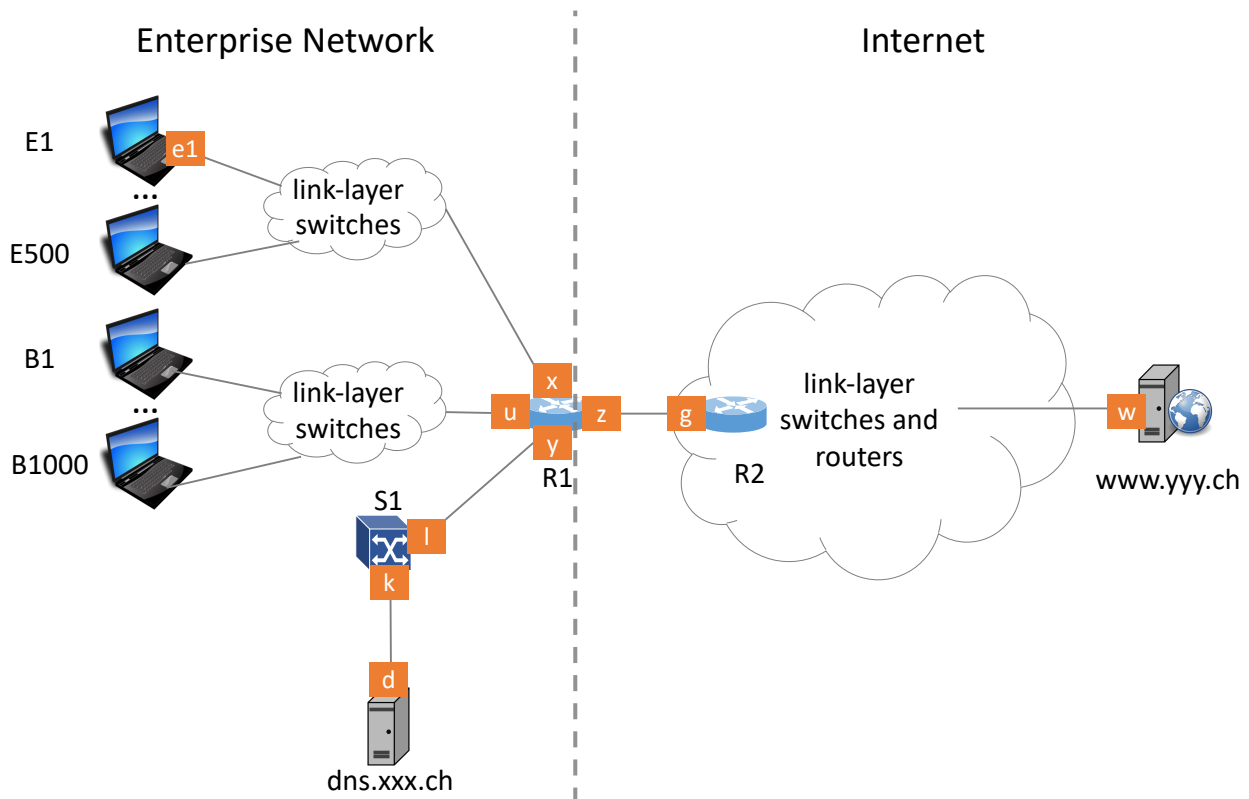 Enterprise Network
Internet
E1
e1
...
E500
link-layer
switches
B1
...
B1000
link-layer
switches
x
u
z
y
R1
g
R2
link-layer
switches and
routers
w
www.yyy.ch
S1
l
k
d
dns.xxx.ch